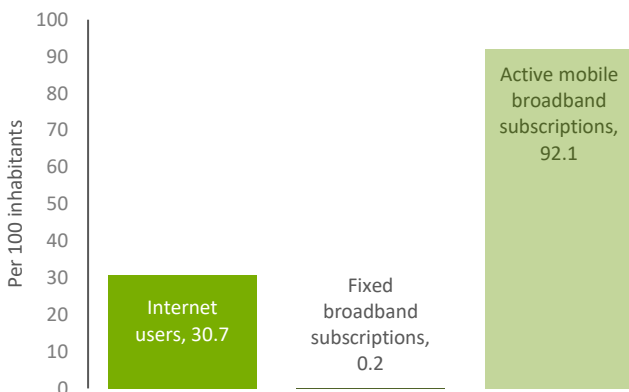 100
90
80
70
60
50
40
30
20
10
0
Per 100 inhabitants
Internet
users, 30.7
Fixed
broadband
subscriptions,
0.2
Active mobile
broadband
subscriptions,
92.1